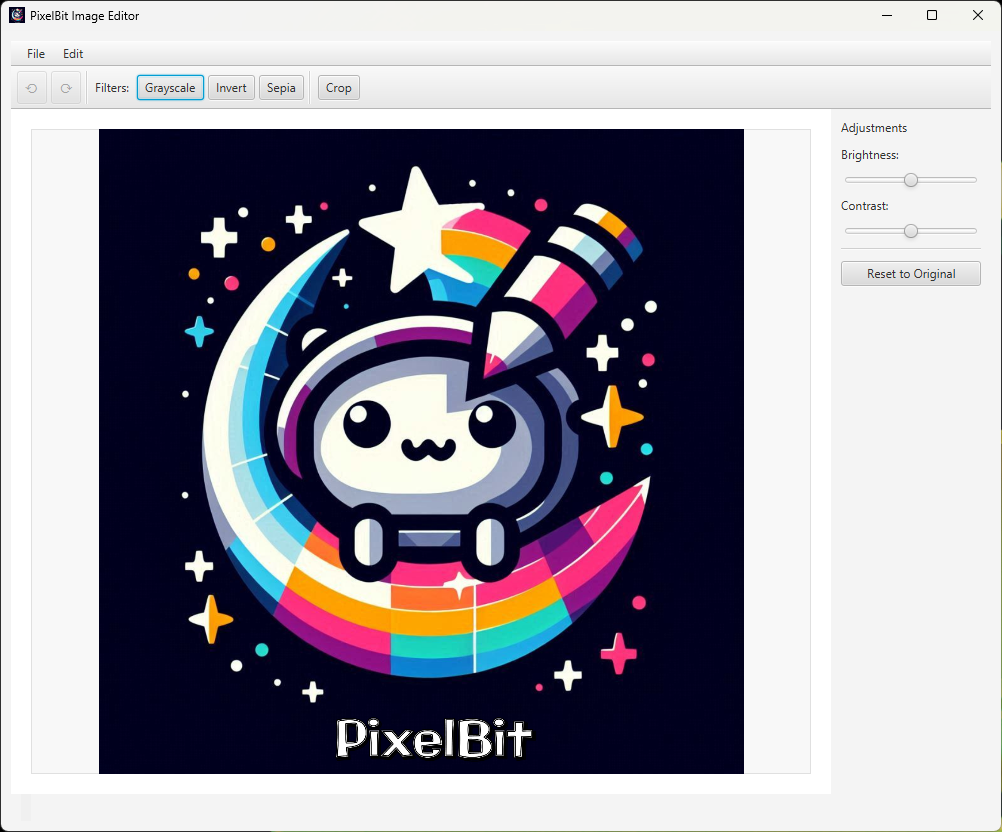 PixelBit Image Editor
File Edit
Filters: Grayscale Invert Sepia Crop
Adjustments
Brightness:
Contrast:
Reset to Original
PixelBit